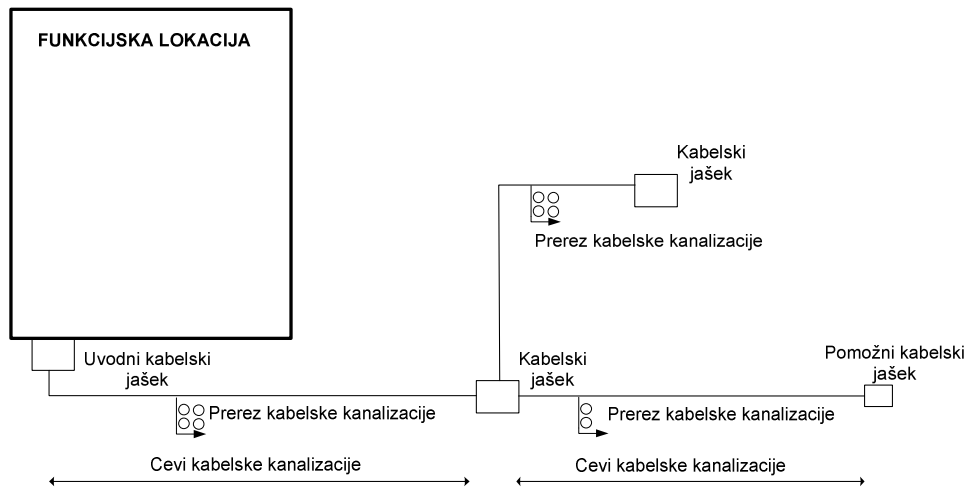 FUNKCIJSKA LOKACIJA
Kabelski
jašek
Prerez kabelske kanalizacije
Uvodni kabelski
jašek
Kabelski
jašek
Pomožni kabelski
jašek
Prerez kabelske kanalizacije
Prerez kabelske kanalizacije
Cevi kabelske kanalizacije
Cevi kabelske kanalizacije